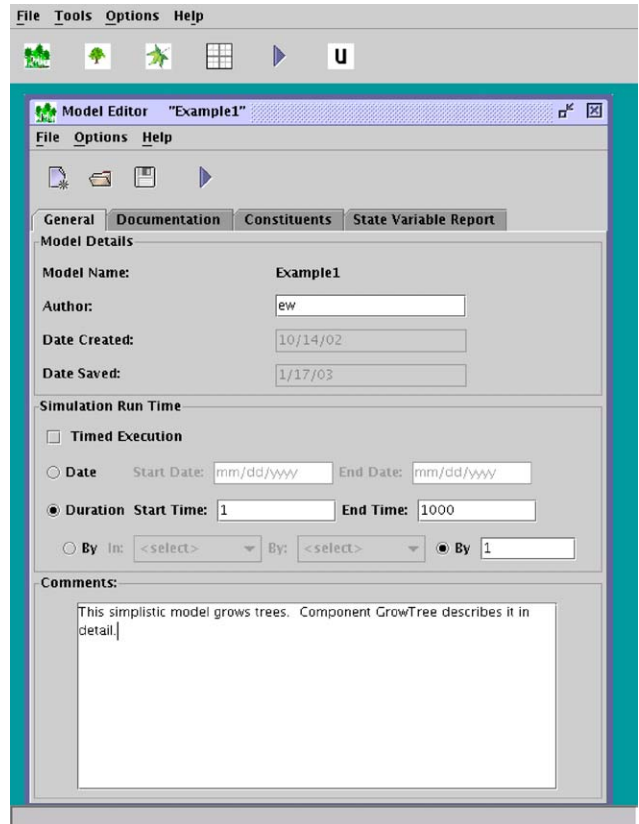 File Tools Options Help
u
Model Editor "Example1"
File Options Help
General Documentation Constituents State Variable Report
Model Details
Model Name: Example1
Author: ew
Date Created: 10/14/02
Date Saved: 1/17/03
Simulation Run Time
Timed Execution
Date Start Date: mm/dd/yyyy End Date: mm/dd/yyyy
Duration Start Time: 1 End Time: 1000
By In: <select> By: <select> By 1
Comments:
This simplistic model grows trees. Component GrowTree describes it in
detail.